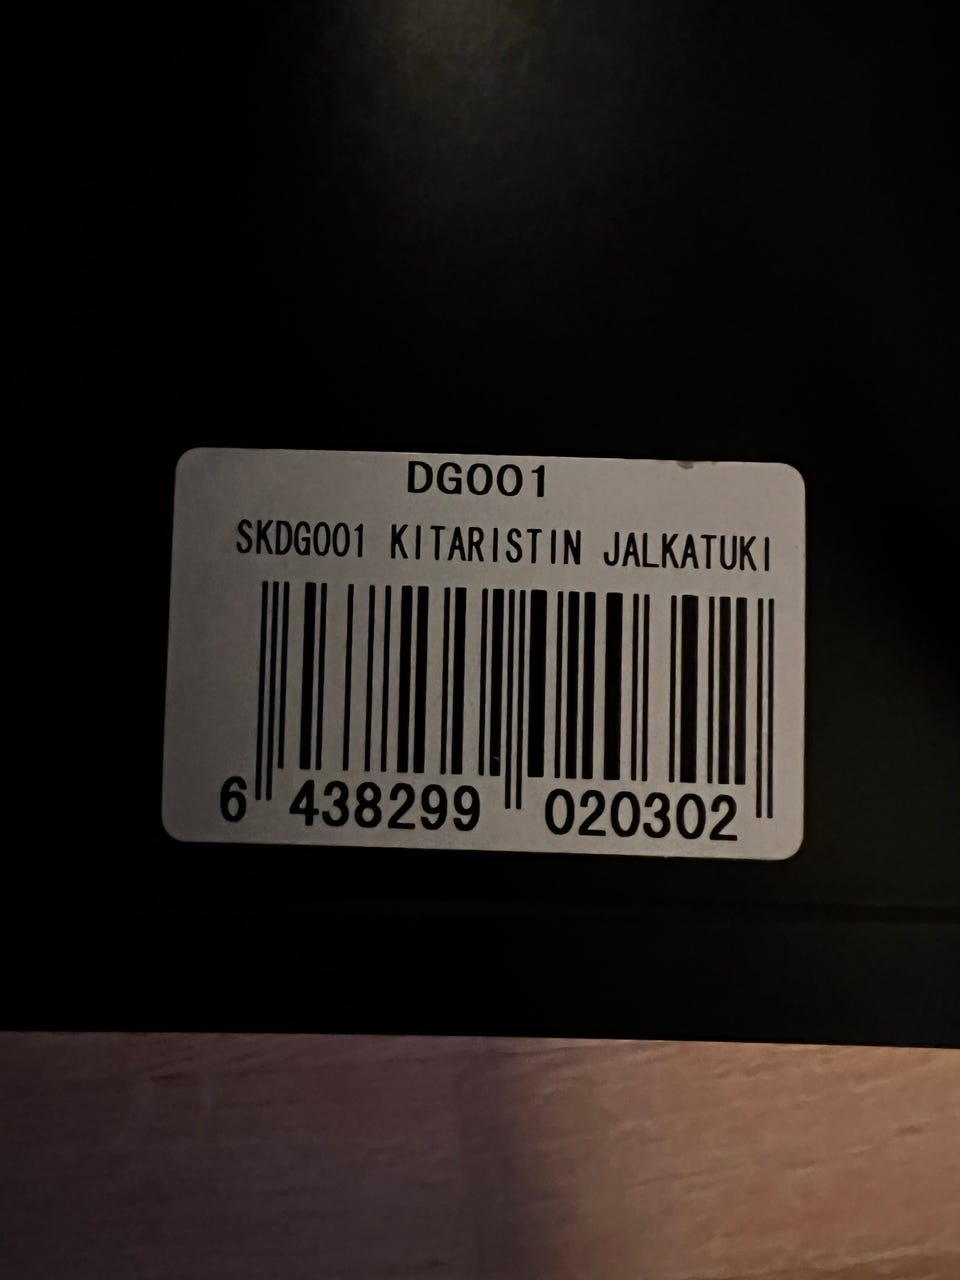 DG001
SKDG001 KITARISTIN JALKATUKI
6 438299 020302